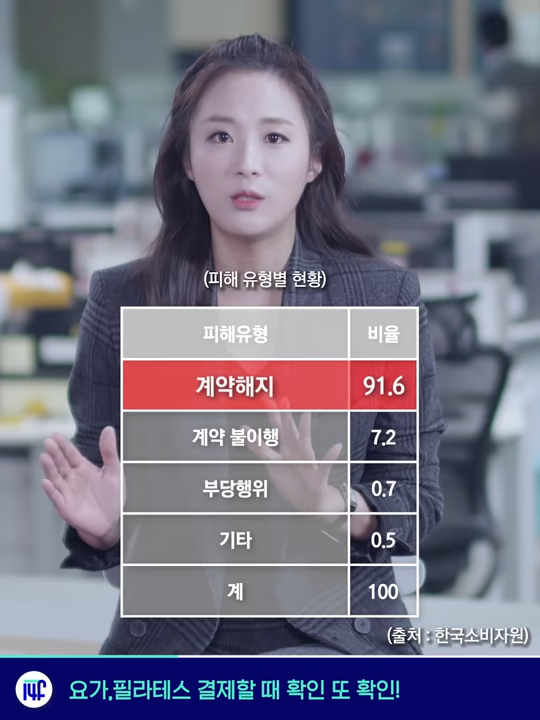 (피해 유형별 현황)
피해유형 비율
계약해지 91.6
계약 불이행 7.2
부당행위 0.7
기타 0.5
계 100
(출처 : 한국소비자원)
요가,필라테스 결제할 때 확인 또 확인!